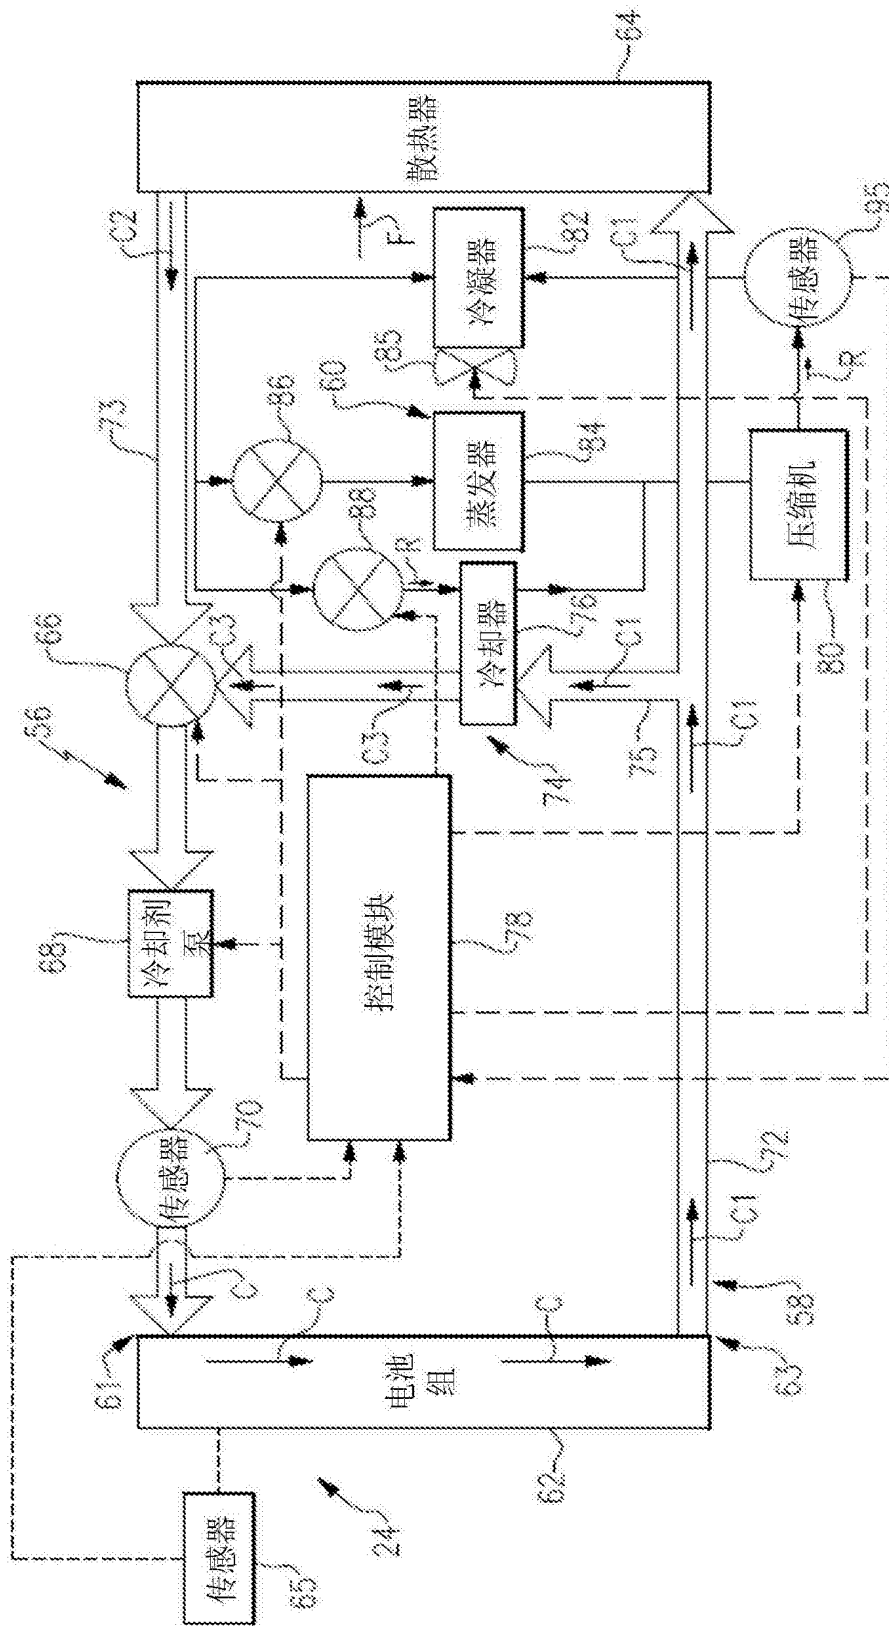 68
56
66
61
73
C2
冷却剂
泵
传感器
70
C
C3
传感器
65
86
C
60
88
24
电池
组
控制模块
C3
R
85
F
散热器
64
冷却器
蒸发器
冷凝器
62
C
78
74
76
84
82
75
C1
C1
C1
72
C1
63
58
80
压缩机
R
传感器
95